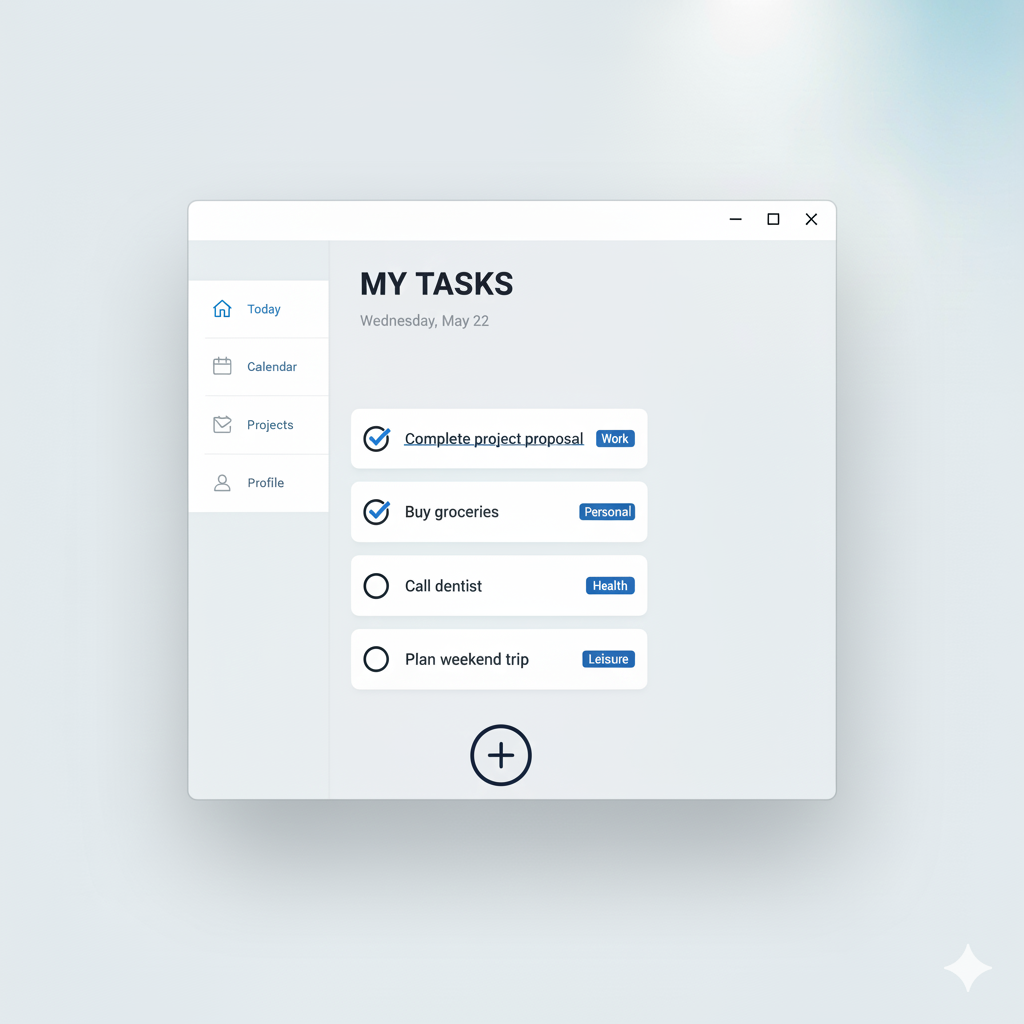 MY TASKS
Wednesday, May 22
Today
Calendar
Projects
Profile
Complete project proposal Work
Buy groceries Personal
Call dentist Health
Plan weekend trip Leisure